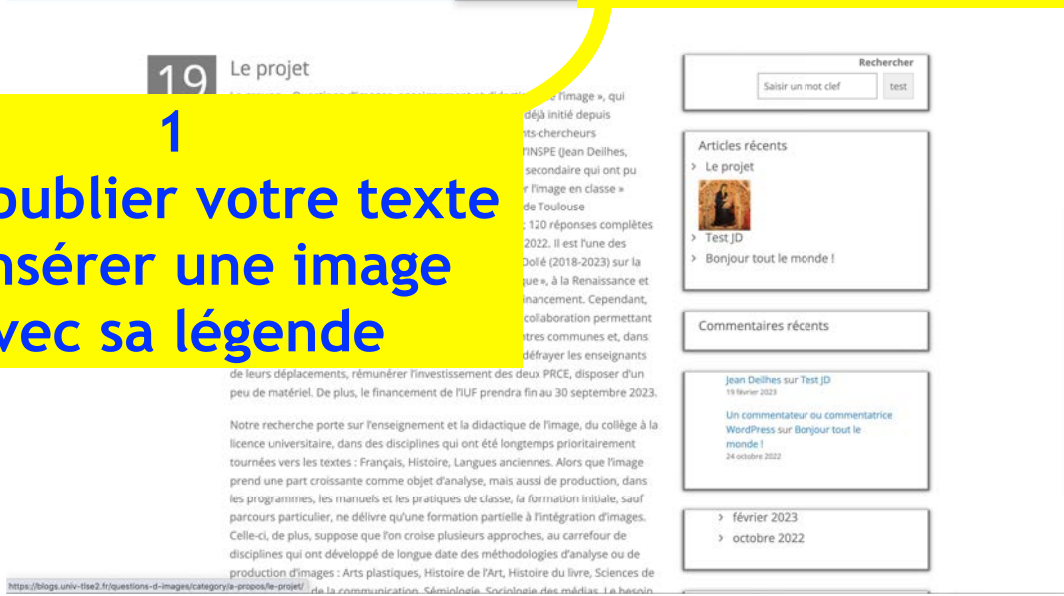 19
Le projet
l'image », qui
déjà initié depuis
nts-chercheurs
l'INSPE (Jean Deilhes,
secondaire qui ont pu
r l'image en classe »
de Toulouse
120 réponses complètes
2022. Il est l'une des
Dolé (2018-2023) sur la
que», à la Renaissance et
inancement. Cependant,
collaboration permettant
tres communes et, dans
défrayer les enseignants
de leurs déplacements, rémunérer l'investissement des deux PRCE, disposer d'un
peu de matériel. De plus, le financement de l'IUF prendra fin au 30 septembre 2023.
Notre recherche porte sur l'enseignement et la didactique de l'image, du collège à la
licence universitaire, dans des disciplines qui ont été longtemps prioritairement
tournées vers les textes : Français, Histoire, Langues anciennes. Alors que l'image
prend une part croissante comme objet d'analyse, mais aussi de production, dans
les programmes, les manuels et les pratiques de classe, la formation initiale, sauf
parcours particulier, ne délivre qu'une formation partielle à l'intégration d'images.
Celle-ci, de plus, suppose que l'on croise plusieurs approches, au carrefour de
disciplines qui ont développé de longue date des méthodologies d'analyse ou de
production d'images : Arts plastiques, Histoire de l'Art, Histoire du livre, Sciences de
de la communication, Sémiologie, Sociologie des médias. Le besoin
1
publier votre texte
nsérer une image
vec sa légende
Rechercher
Saisir un mot clef
test
Articles récents
> Le projet
> Test JD
> Bonjour tout le monde !
Commentaires récents
Jean Deilhes sur Test JD
19 février 2023
Un commentateur ou commentatrice
WordPress sur Bonjour tout le
monde !
24 octobre 2022
> février 2023
> octobre 2022
https://blogs.univ-tlse2.fr/questions-d-images/category/a-propos/le-projet/